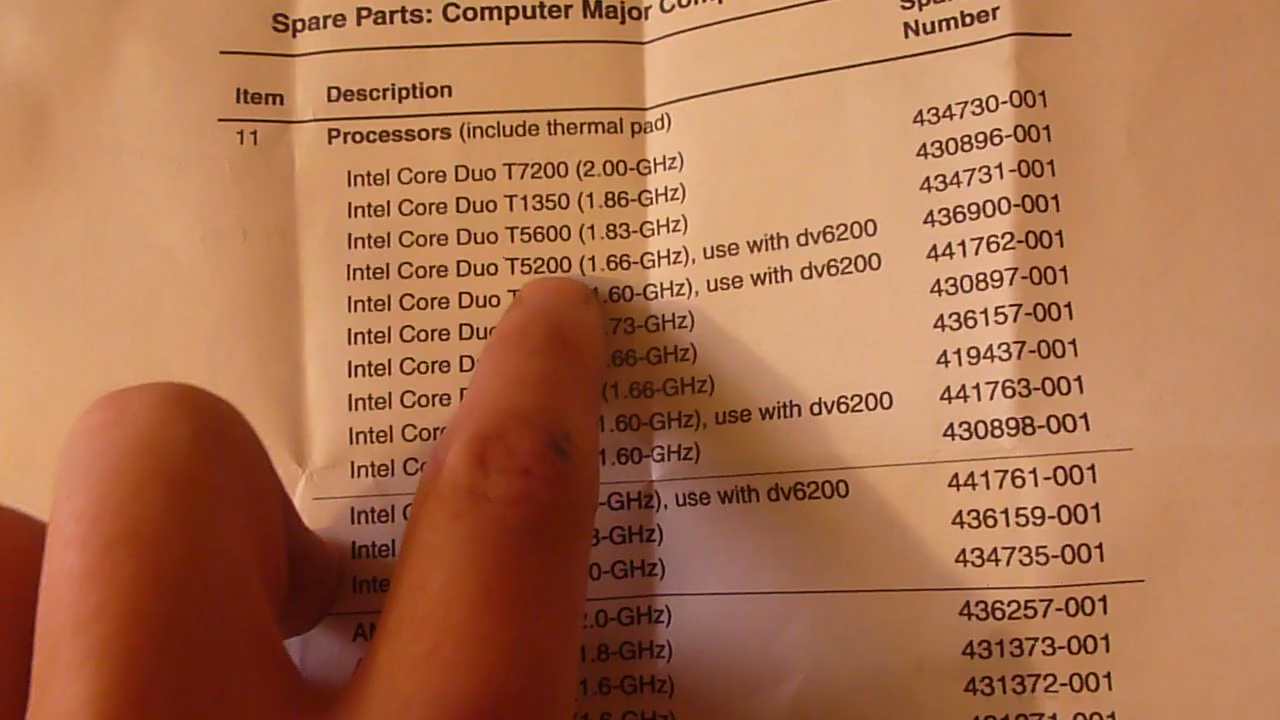 Spare Parts: Computer Major
Number
Item Description
11 Processors (include thermal pad)
Intel Core Duo T7200 (2.00-GHz) 434730-001
Intel Core Duo T1350 (1.86-GHz) 430896-001
Intel Core Duo T5600 (1.83-GHz) 434731-001
Intel Core Duo T5200 (1.66-GHz), use with dv6200 436900-001
Intel Core Duo 1.60-GHz), use with dv6200 441762-001
Intel Core .73-GHz) 430897-001
Intel Core .66-GHz) 436157-001
Intel Core (1.66-GHz) 419437-001
Intel 1.60-GHz), use with dv6200 441763-001
Intel 1.60-GHz) 430898-001
Intel -GHz), use with dv6200 441761-001
Intel -GHz) 436159-001
0-GHz) 434735-001
.0-GHz) 436257-001
1.8-GHz) 431373-001
1.6-GHz) 431372-001